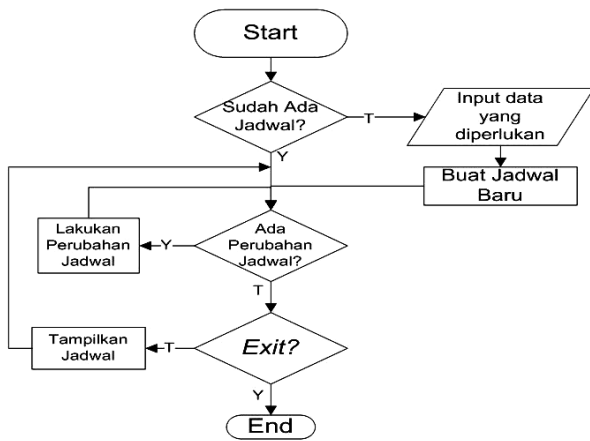 Start
Sudah Ada
Jadwal?
T
Input data
yang
diperlukan
Y
Buat Jadwal
Baru
Lakukan
Perubahan
Jadwal
Y
Ada
Perubahan
Jadwal?
T
Tampilkan
Jadwal
T
Exit?
Y
End